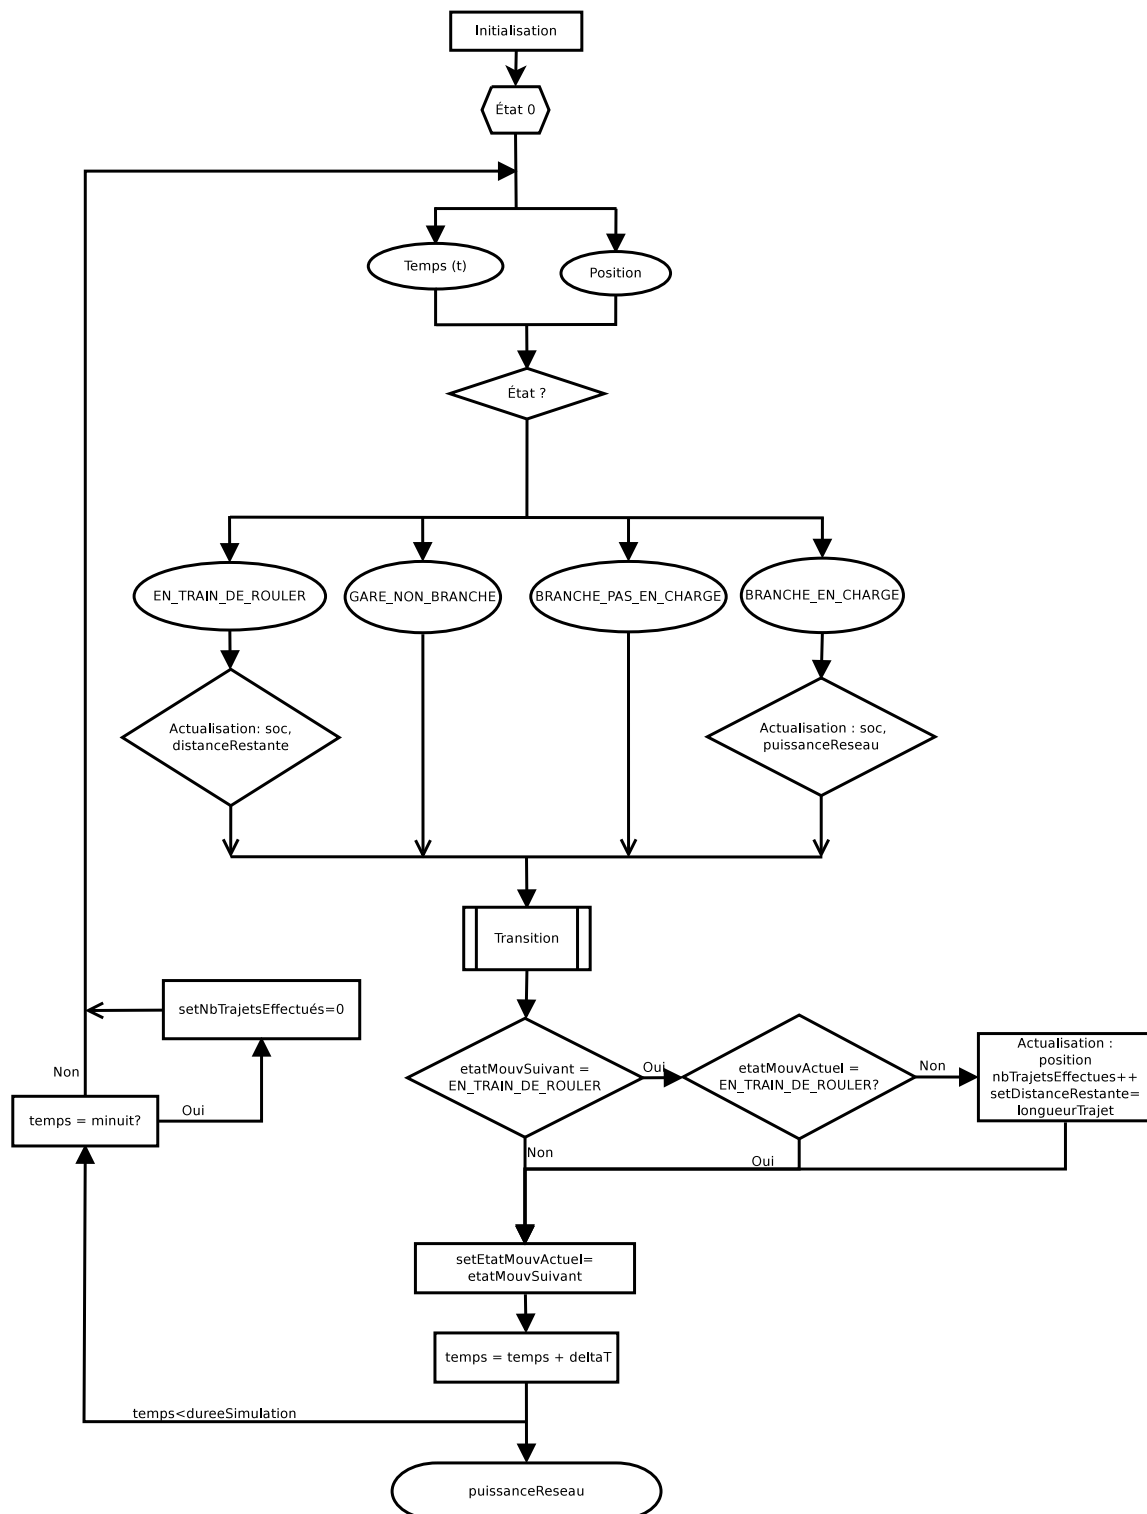 Initialisation
État 0
Temps (t)
Position
État ?
EN_TRAIN_DE_ROULER
GARE_NON_BRANCHE
BRANCHE_PAS_EN_CHARGE
BRANCHE_EN_CHARGE
Actualisation: soc,
distanceRestante
Actualisation : soc,
puissanceReseau
Transition
setNbTrajetsEffectués=0
etatMouvSuivant =
EN_TRAIN_DE_ROULER
Oui
etatMouvActuel =
EN_TRAIN_DE_ROULER?
Non
Actualisation :
position
nbTrajetsEffectues++
setDistanceRestante=
longueurTrajet
Non
temps = minuit?
Oui
Non
Oui
setEtatMouvActuel=
etatMouvSuivant
temps = temps + deltaT
temps<dureeSimulation
puissanceReseau